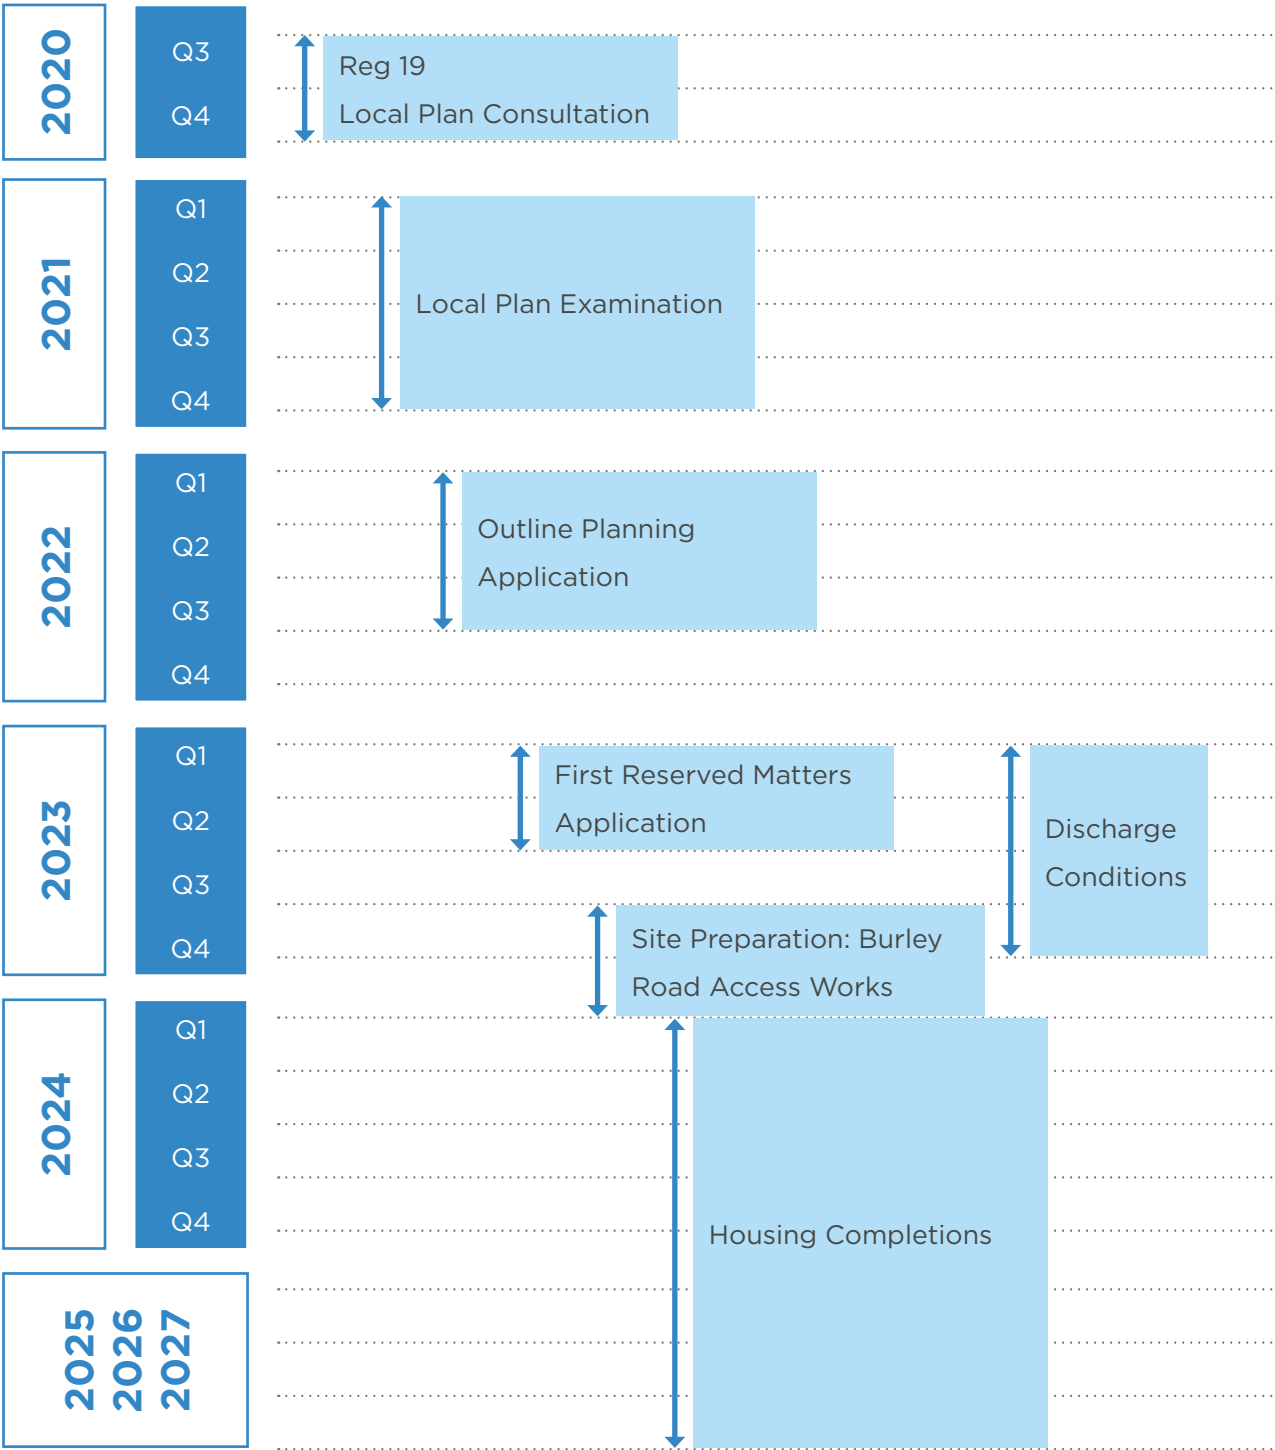 2020
Q3
Q4
Reg 19
Local Plan Consultation
2021
Q1
Q2
Q3
Q4
Local Plan Examination
2022
Q1
Q2
Q3
Q4
Outline Planning
Application
2023
Q1
Q2
Q3
Q4
First Reserved Matters
Application
Discharge
Conditions
Site Preparation: Burley
Road Access Works
2024
Q1
Q2
Q3
Q4
Housing Completions
2025
2026
2027